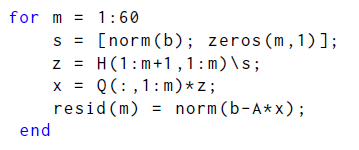 for m = 1:60
s = [norm(b); zeros(m,1)];
z = H(1:m+1,1:m)\s;
x = Q(:,1:m)*z;
resid(m) = norm(b-A*x);
end